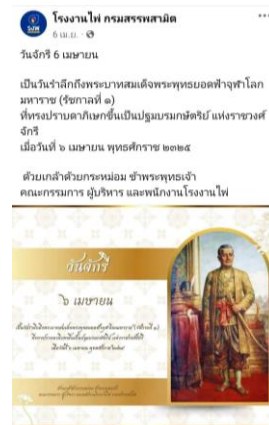 โรงงานไพ่ กรมสรรพสามิต
6 เม.ย.
วันจักรี 6 เมษายน
เป็นวันรำลึกถึงพระบาทสมเด็จพระพุทธยอดฟ้าจุฬาโลก
มหาราช (รัชกาลที่ ๑)
ที่ทรงปราบดาภิเษกขึ้นเป็นปฐมบรมกษัตริย์ แห่งราชวงศ์
จักรี
เมื่อวันที่ ๖ เมษายน พุทธศักราช ๒๓๒๕
ด้วยเกล้าด้วยกระหม่อม ข้าพระพุทธเจ้า
คณะกรรมการ ผู้บริหาร และพนักงานโรงงานไพ่
วันจักรี
๖ เมษายน